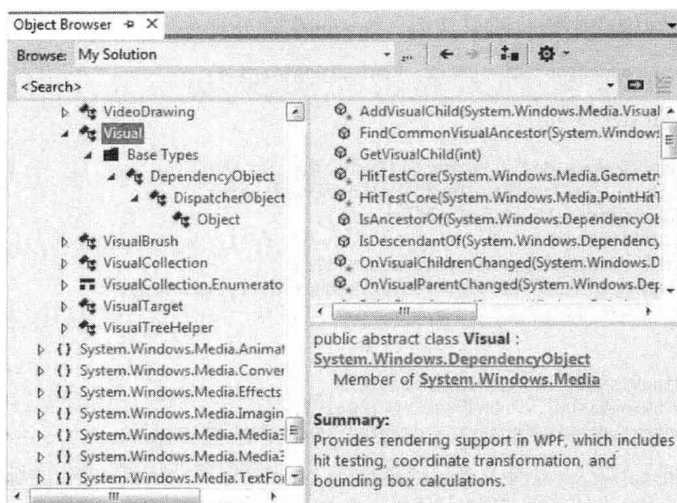 Object Browser
Browse: My Solution
<Search>
VideoDrawing
Visual
Base Types
DependencyObject
DispatcherObject
Object
VisualBrush
VisualCollection
VisualCollection.Enumerato
VisualTarget
VisualTreeHelper
{} System.Windows.Media.Animat
{} System.Windows.Media.Conver
{} System.Windows.Media.Effects
{} System.Windows.Media.Imagin
{} System.Windows.Media.Media3
{} System.Windows.Media.Media3
{} System.Windows.Media.TextFor
AddVisualChild(System.Windows.Media.Visual
FindCommonVisualAncestor(System.Windows
GetVisualChild(int)
HitTestCore(System.Windows.Media.Geometr
HitTestCore(System.Windows.Media.PointHitT
IsAncestorOf(System.Windows.DependencyOb
IsDescendantOf(System.Windows.Dependency
OnVisualChildrenChanged(System.Windows.D
OnVisualParentChanged(System.Windows.Dep
public abstract class Visual :
System.Windows.DependencyObject
Member of System.Windows.Media
Summary:
Provides rendering support in WPF, which includes
hit testing, coordinate transformation, and
bounding box calculations.